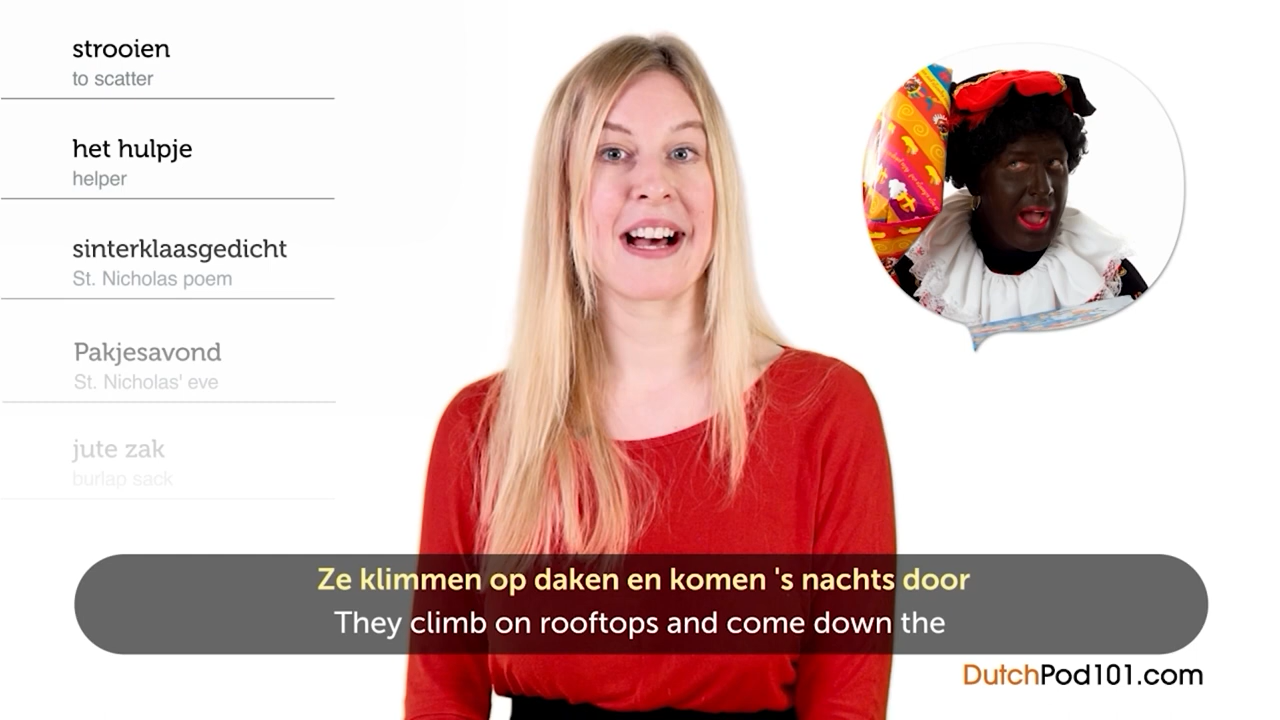 strooien
to scatter
het hulpje
helper
sinterklaasgedicht
St. Nicholas poem
Pakjesavond
St. Nicholas' eve
jute zak
burlap sack
Ze klimmen op daken en komen 's nachts door
They climb on rooftops and come down the
DutchPod101.com